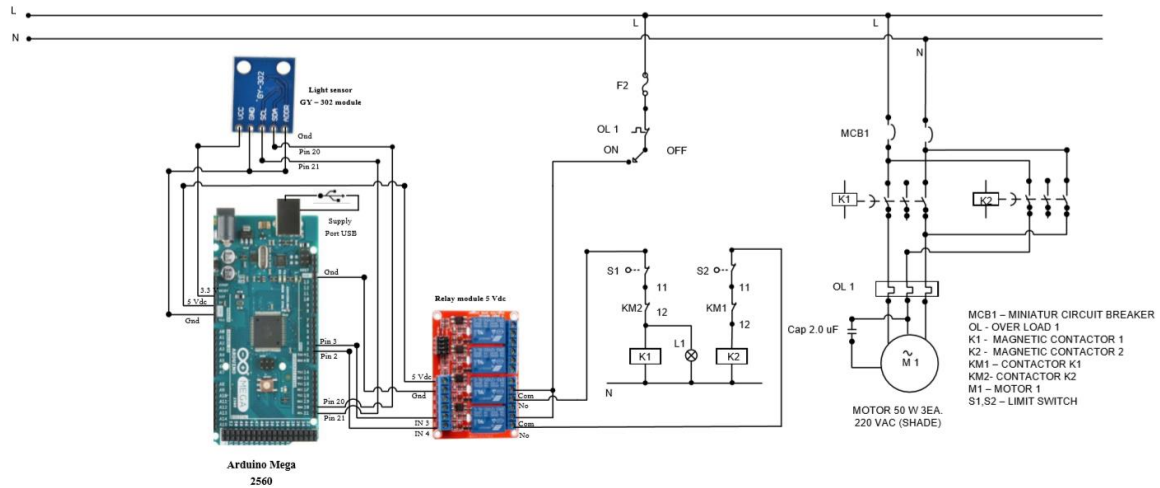 L
N
L
L
N
Light sensor
GY – 302 module
GY-302
VCC
GND
SCL
SDA
ADDR
Gnd
Pin 20
Pin 21
F2
OL 1
ON
OFF
MCB1
K1
K2
Supply
Port USB
Gnd
3.3 V
5 Vdc
Gnd
Relay module 5 Vdc
Pin 3
Pin 2
5 Vdc
Gnd
Com
No
Pin 20
Pin 21
IN 3
IN 4
Com
No
S1
11
KM2
12
L1
K1
N
S2
11
KM1
12
K2
OL 1
Cap 2.0 uF
~
M 1
MOTOR 50 W 3EA.
220 VAC (SHADE)
MCB1 – MINIATUR CIRCUIT BREAKER
OL - OVER LOAD 1
K1 - MAGNETIC CONTACTOR 1
K2 - MAGNETIC CONTACTOR 2
KM1 – CONTACTOR K1
KM2- CONTACTOR K2
M1 – MOTOR 1
S1,S2 – LIMIT SWITCH
ARDUINO
MEGA
Arduino Mega
2560